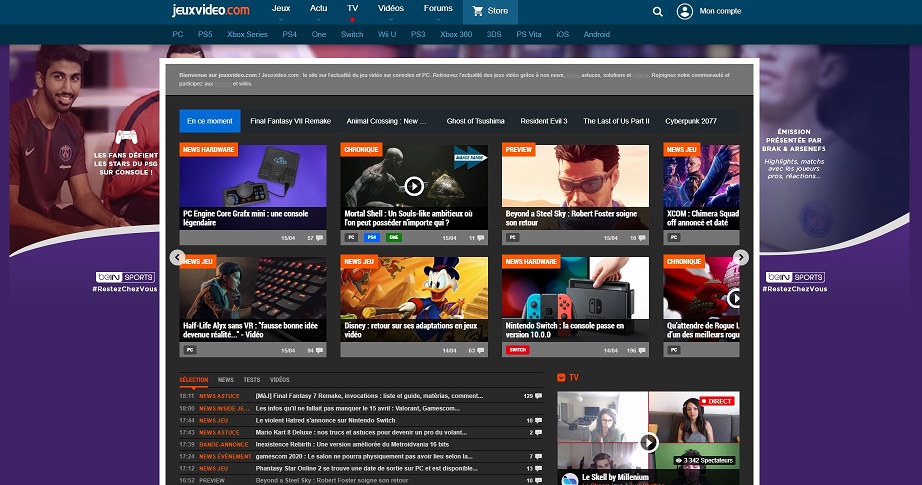 jeuxvideo.com
Jeux
Actu
TV
Vidéos
Forums
Store
Mon compte
PC
PS5
Xbox Series
PS4
One
Switch
Wii U
PS3
Xbox 360
3DS
PS Vita
iOS
Android
Bienvenue sur jeuxvideo.com ! Jeuxvideo.com : le site sur l'actualité du jeu vidéo sur consoles et PC. Retrouvez l'actualité des jeux vidéo grâce à nos news, astuces, solutions et Rejoignez notre communauté et
participez aux et wikis.
En ce moment
Final Fantasy VII Remake
Animal Crossing : New ...
Ghost of Tsushima
Resident Evil 3
The Last of Us Part II
Cyberpunk 2077
LES FANS DÉFIENT
LES STARS DU PSG
SUR CONSOLE !
beIN SPORTS
#RestezChezVous
ÉMISSION
PRÉSENTÉE PAR
BRAK & ARSENEFS
Highlights, matchs
avec les joueurs
pros, réactions...
beIN SPORTS
#RestezChezVous
NEWS HARDWARE
PC Engine Core Grafx mini : une console
légendaire
15/04 57
CHRONIQUE
Mortal Shell : Un Souls-like ambitieux où
l'on peut posséder n'importe qui ?
PC PS4 ONE 15/04 11
PREVIEW
Beyond a Steel Sky : Robert Foster soigne
son retour
PC 15/04 10
NEWS JEU
XCOM : Chimera Squad
off annoncé et daté
PC
NEWS JEU
Half-Life Alyx sans VR : "fausse bonne idée
devenue réalité..." - Vidéo
PC 15/04 94
NEWS JEU
Disney : retour sur ses adaptations en jeux
vidéo
14/04 63
NEWS HARDWARE
Nintendo Switch : la console passe en
version 10.0.0
SWITCH 14/04 196
CHRONIQUE
Qu'attendre de Rogue L
d'un des meilleurs rogu
PC
SÉLECTION
NEWS
TESTS
VIDÉOS
18:11 NEWS ASTUCE [MàJ] Final Fantasy 7 Remake, invocations : liste et guide, matérias, comment... 129
18:00 NEWS INSIDE JE... Les infos qu'il ne fallait pas manquer le 15 avril : Valorant, Gamescom...
17:44 NEWS JEU Le violent Hatred s'annonce sur Nintendo Switch 10
17:43 NEWS ASTUCE Mario Kart 8 Deluxe : nos trucs et astuces pour devenir un pro du volant... 2
17:39 BANDE-ANNONCE Inexistence Rebirth : Une version améliorée du Metroidvania 16 bits
17:24 NEWS ÉVÉNEMENT gamescom 2020 : Le salon ne pourra physiquement pas avoir lieu selon la... 7
17:12 NEWS JEU Phantasy Star Online 2 se trouve une date de sortie sur PC et est disponible... 13
16:52 PREVIEW Beyond a Steel Sky : Robert Foster soigne son retour 10
TV
DIRECT
3 342 Spectateurs
Le Skell by Millenium